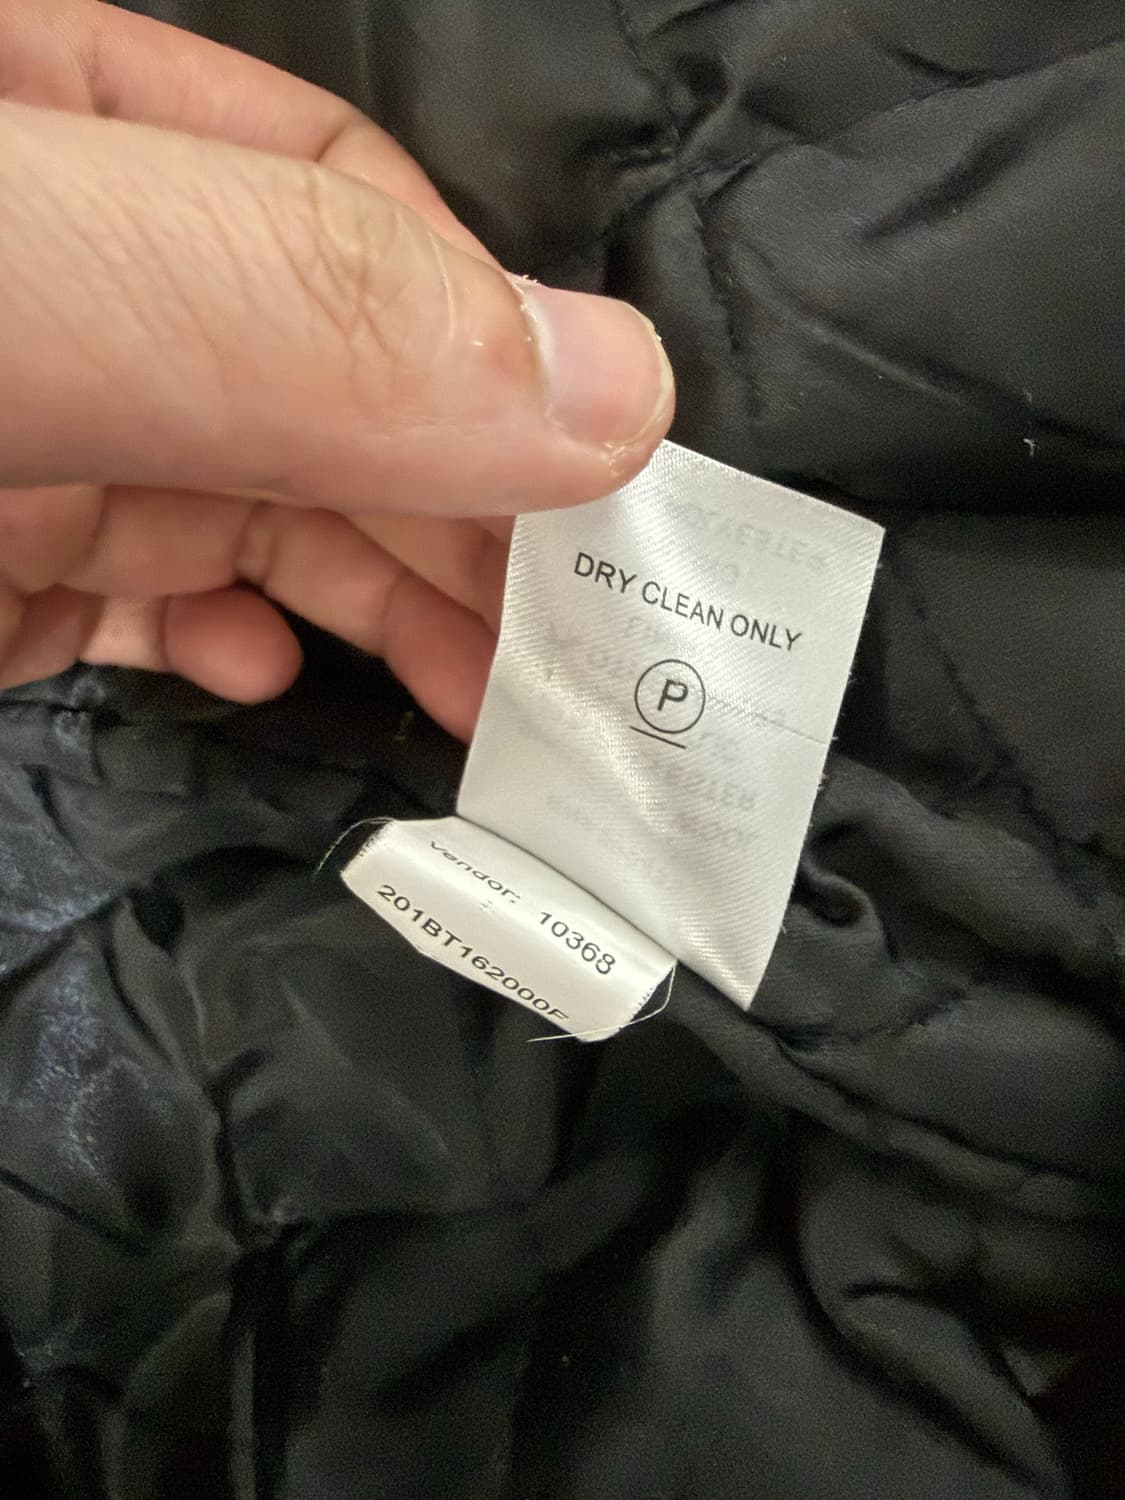 DRY CLEAN ONLY
P
Vendor: 10368
201BT162000F